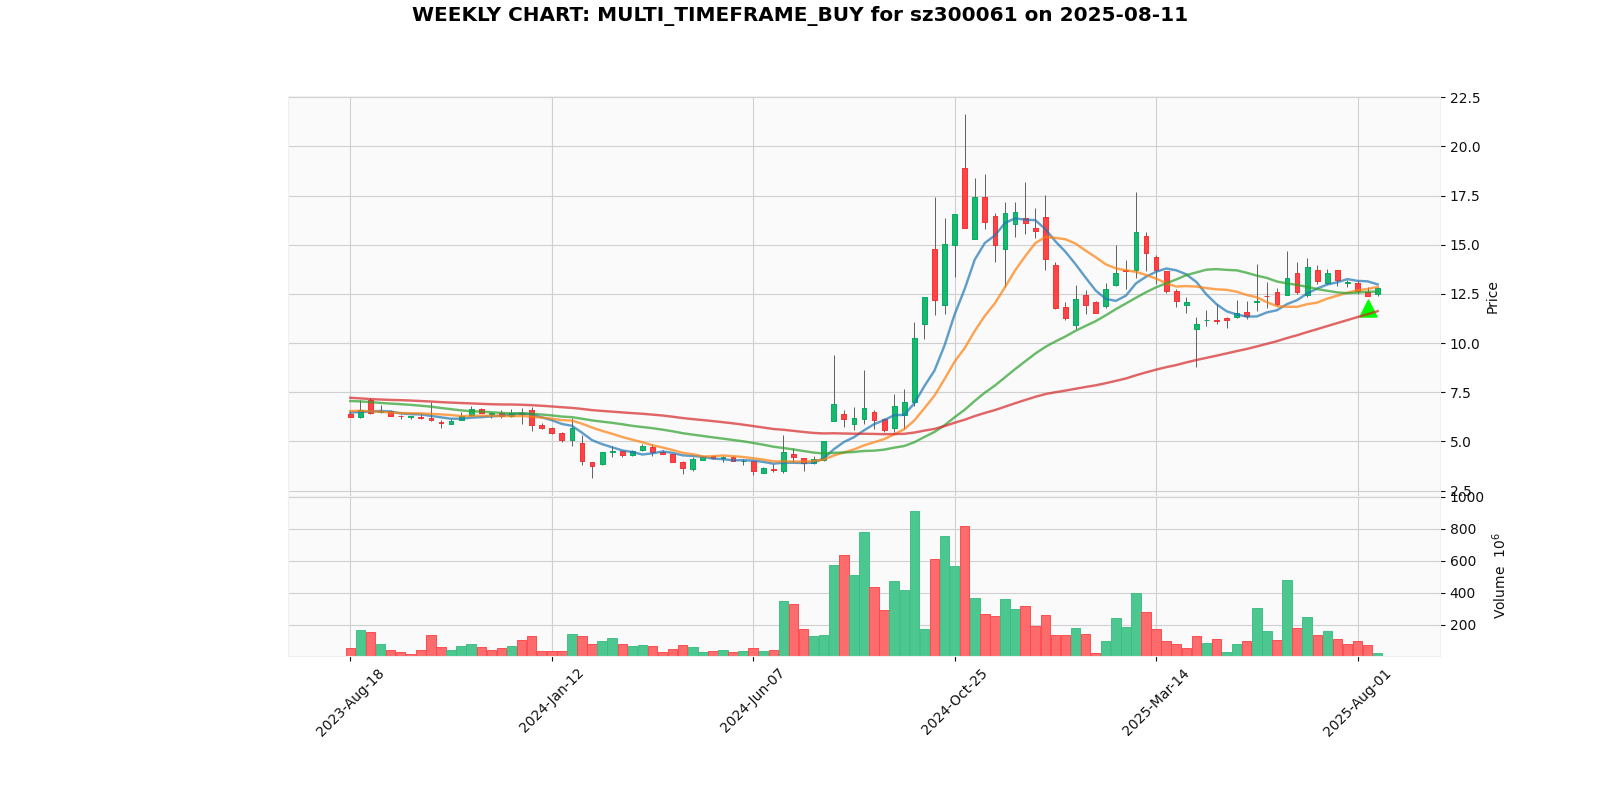 WEEKLY CHART: MULTI_TIMEFRAME_BUY for sz300061 on 2025-08-11
22.5
20.0
17.5
15.0
12.5
10.0
7.5
5.0
2.5
Price
1000
800
600
400
200
Volume 10⁶
2023-Aug-18
2024-Jan-12
2024-Jun-07
2024-Oct-25
2025-Mar-14
2025-Aug-01